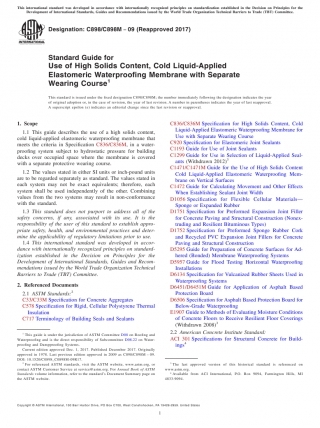 This international standard was developed in accordance with internationally recognized principles on standardization established in the Decision on Principles for the
Development of International Standards, Guides and Recommendations issued by the World Trade Organization Technical Barriers to Trade (TBT) Committee.
Designation: C898/C898M − 09 (Reapproved 2017)
Standard Guide for
Use of High Solids Content, Cold Liquid-Applied
Elastomeric Waterproofing Membrane with Separate
Wearing Course1
This standard is issued under the fixed designation C898/C898M; the number immediately following the designation indicates the year
of original adoption or, in the case of revision, the year of last revision. A number in parentheses indicates the year of last reapproval.
A superscript epsilon (ε) indicates an editorial change since the last revision or reapproval.
1. Scope
1.1 This guide describes the use of a high solids content,
cold liquid-applied elastomeric waterproofing membrane that
meets the criteria in Specification C836/C836M, in a water-
proofing system subject to hydrostatic pressure for building
decks over occupied space where the membrane is covered
with a separate protective wearing course.
1.2 The values stated in either SI units or inch-pound units
are to be regarded separately as standard. The values stated in
each system may not be exact equivalents; therefore, each
system shall be used independently of the other. Combining
values from the two systems may result in non-conformance
with the standard.
1.3 This standard does not purport to address all of the
safety concerns, if any, associated with its use. It is the
responsibility of the user of this standard to establish appro-
priate safety, health, and environmental practices and deter-
mine the applicability of regulatory limitations prior to use.
1.4 This international standard was developed in accor-
dance with internationally recognized principles on standard-
ization established in the Decision on Principles for the
Development of International Standards, Guides and Recom-
mendations issued by the World Trade Organization Technical
Barriers to Trade (TBT) Committee.
2. Referenced Documents
2.1 ASTM Standards:2
C33/C33M Specification for Concrete Aggregates
C578 Specification for Rigid, Cellular Polystyrene Thermal
Insulation
C717 Terminology of Building Seals and Sealants
C836/C836M Specification for High Solids Content, Cold
Liquid-Applied Elastomeric Waterproofing Membrane for
Use with Separate Wearing Course
C920 Specification for Elastomeric Joint Sealants
C1193 Guide for Use of Joint Sealants
C1299 Guide for Use in Selection of Liquid-Applied Seal-
ants (Withdrawn 2012)3
C1471/C1471M Guide for the Use of High Solids Content
Cold Liquid-Applied Elastomeric Waterproofing Mem-
brane on Vertical Surfaces
C1472 Guide for Calculating Movement and Other Effects
When Establishing Sealant Joint Width
D1056 Specification for Flexible Cellular Materials—
Sponge or Expanded Rubber
D1751 Specification for Preformed Expansion Joint Filler
for Concrete Paving and Structural Construction (Nonex-
truding and Resilient Bituminous Types)
D1752 Specification for Preformed Sponge Rubber Cork
and Recycled PVC Expansion Joint Fillers for Concrete
Paving and Structural Construction
D5295 Guide for Preparation of Concrete Surfaces for Ad-
hered (Bonded) Membrane Waterproofing Systems
D5957 Guide for Flood Testing Horizontal Waterproofing
Installations
D6134 Specification for Vulcanized Rubber Sheets Used in
Waterproofing Systems
D6451/D6451M Guide for Application of Asphalt Based
Protection Board
D6506 Specification for Asphalt Based Protection Board for
Below-Grade Waterproofing
E1907 Guide to Methods of Evaluating Moisture Conditions
of Concrete Floors to Receive Resilient Floor Coverings
(Withdrawn 2008)3
2.2 American Concrete Institute Standard:
ACI 301 Specifications for Structural Concrete for Build-
ings4
1 This guide is under the jurisdiction of ASTM Committee D08 on Roofing and
Waterproofing and is the direct responsibility of Subcommittee D08.22 on Water-
proofing and Dampproofing Systems.
Current edition approved Dec. 1, 2017. Published December 2017. Originally
approved in 1978. Last previous edition approved in 2009 as C898/C898M – 09.
DOI: 10.1520/C0898_C0898M-09R17.
2 For referenced ASTM standards, visit the ASTM website, www.astm.org, or
contact ASTM Customer Service at service@astm.org. For Annual Book of ASTM
Standards volume information, refer to the standard's Document Summary page on
the ASTM website.
3 The last approved version of this historical standard is referenced on
www.astm.org.
4 Available from ACI International, P.O. Box 9094, Farmington Hills, MI
48333-9094.
Copyright © ASTM International, 100 Barr Harbor Drive, PO Box C700, West Conshohocken, PA 19428-2959. United States
1